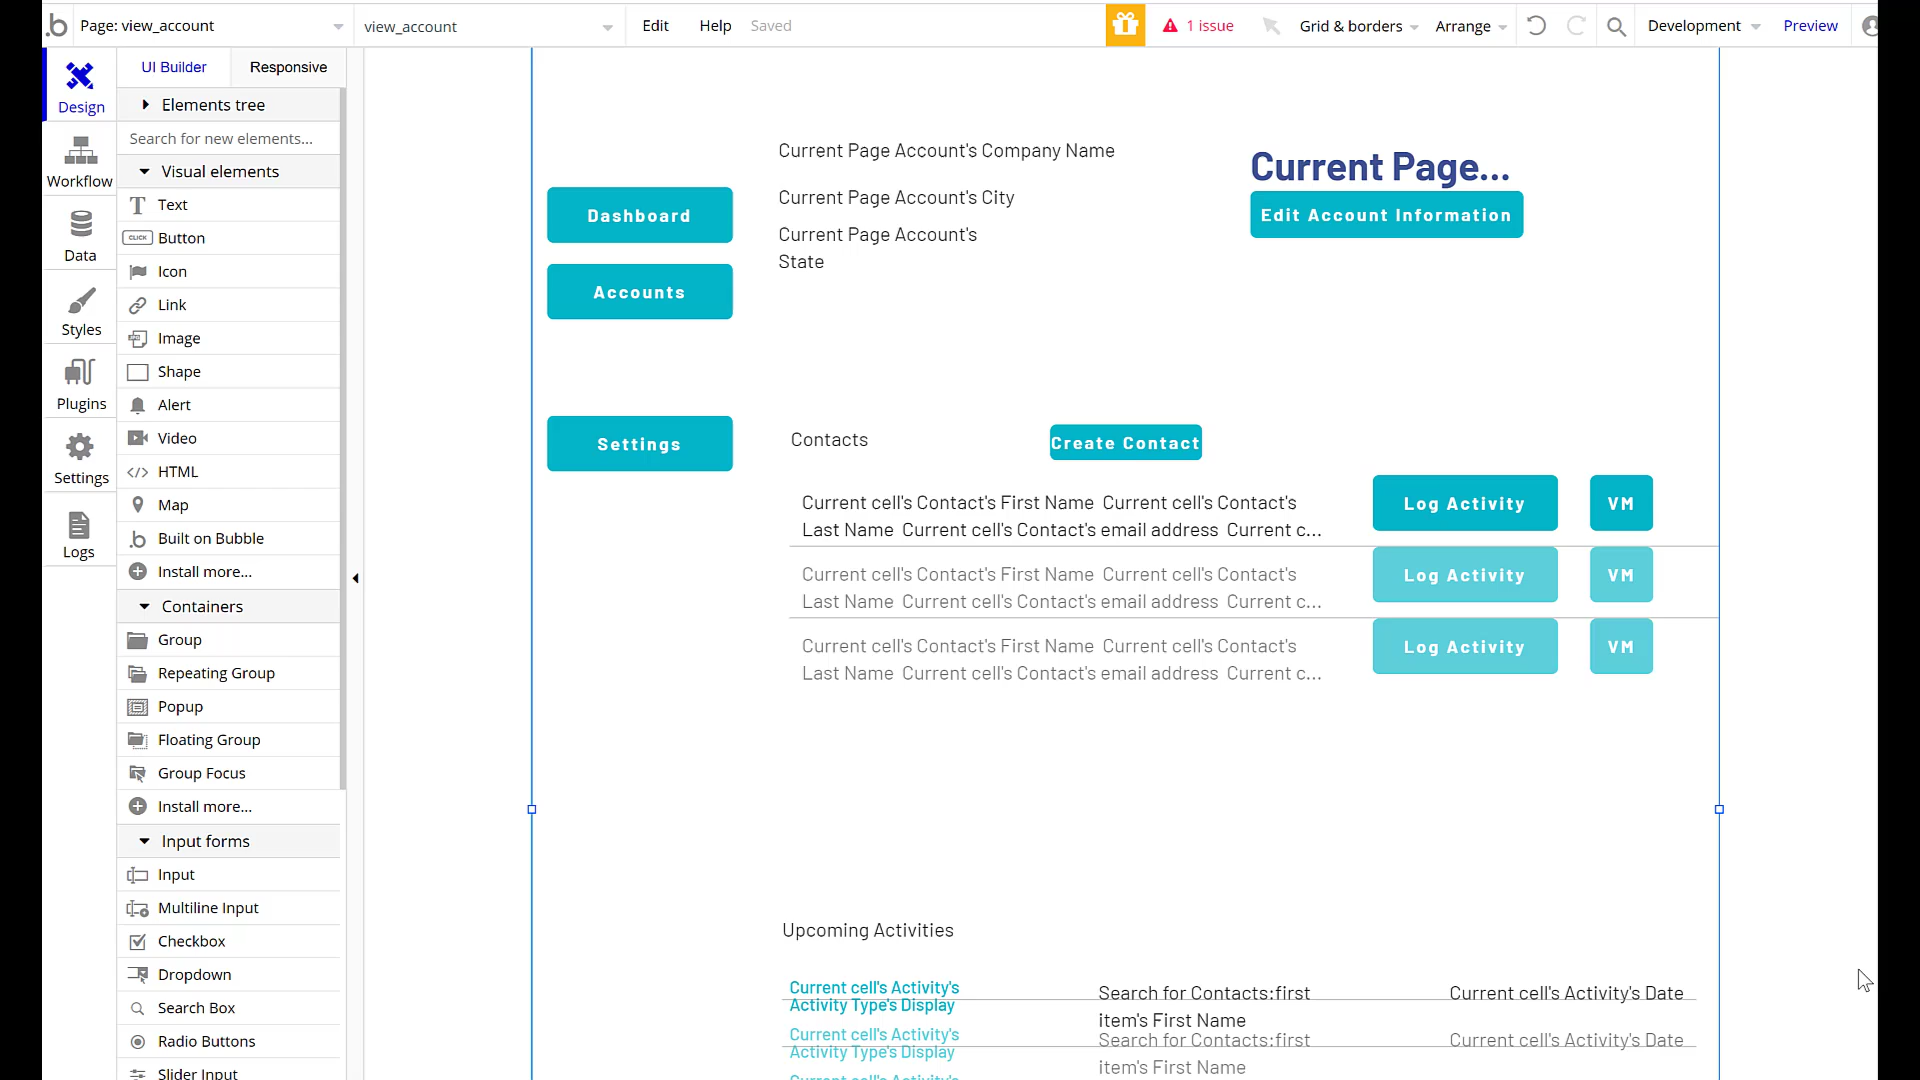 .b Page: view_account view_account Edit Help Saved 1 issue Grid & borders Arrange Development Preview
UI Builder Responsive
Design
Workflow
Data
Styles
Plugins
Settings
Logs
Elements tree
Search for new elements...
Visual elements
Text
CLICK Button
Icon
Link
Image
Shape
Alert
Video
</> HTML
Map
.b Built on Bubble
Install more...
Containers
Group
Repeating Group
Popup
Floating Group
Group Focus
Install more...
Input forms
Input
Multiline Input
Checkbox
Dropdown
Search Box
Radio Buttons
Slider Input
Dashboard
Accounts
Settings
Current Page Account's Company Name
Current Page Account's City
Current Page Account's
State
Current Page...
Edit Account Information
Contacts Create Contact
Current cell's Contact's First Name Current cell's Contact's
Last Name Current cell's Contact's email address Current c...
Log Activity VM
Current cell's Contact's First Name Current cell's Contact's
Last Name Current cell's Contact's email address Current c...
Log Activity VM
Current cell's Contact's First Name Current cell's Contact's
Last Name Current cell's Contact's email address Current c...
Log Activity VM
Upcoming Activities
Current cell's Activity's
Activity Type's Display
Search for Contacts:first
item's First Name
Current cell's Activity's Date
Current cell's Activity's
Activity Type's Display
Search for Contacts:first
item's First Name
Current cell's Activity's Date
Current cell's Activity's